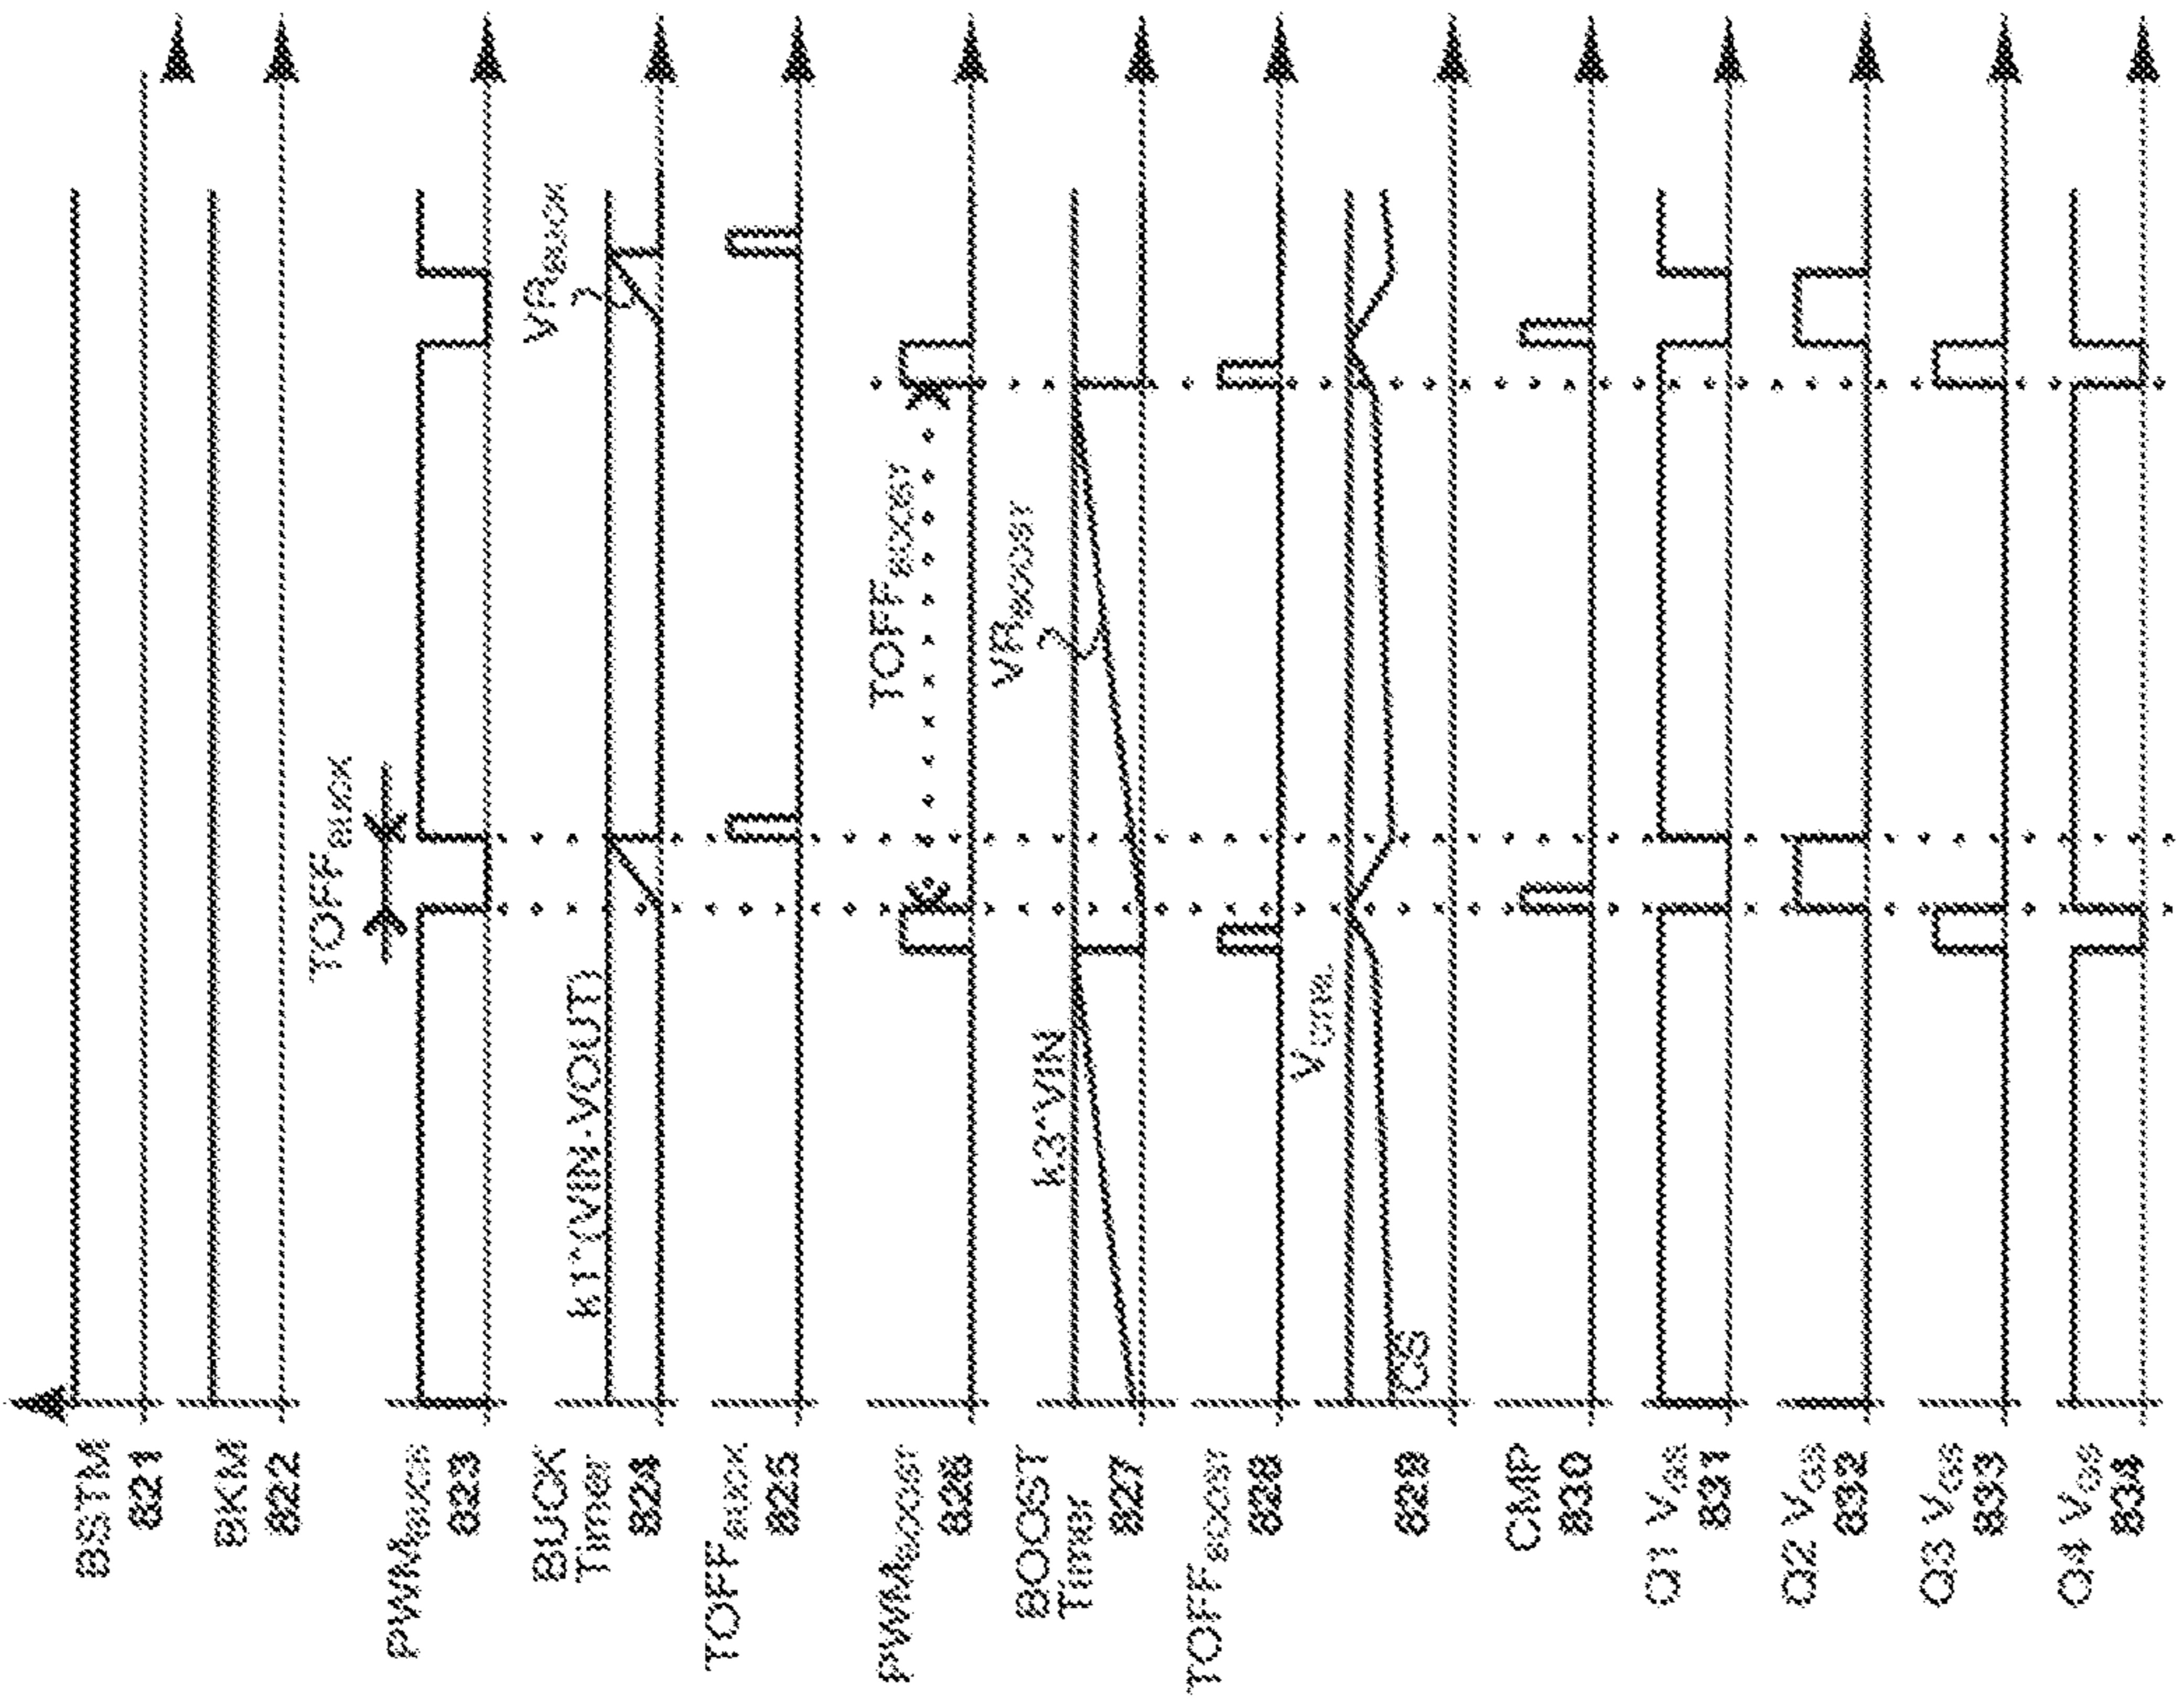 BSTM
821
BKM
822
PWM_BUCK
823
TOFF_BUCK
BUCK
Timer
824
k1*(VIN-VOUT)
VR_BUCK
TOFF_BUCK
825
PWM_BOOST
826
TOFF_BOOST
BOOST
Timer
827
k3*VIN
VR_BOOST
TOFF_BOOST
828
829
V_CTRL
CS
CMP
830
Q1 V_GS
831
Q2 V_GS
832
Q3 V_GS
833
Q4 V_GS
834